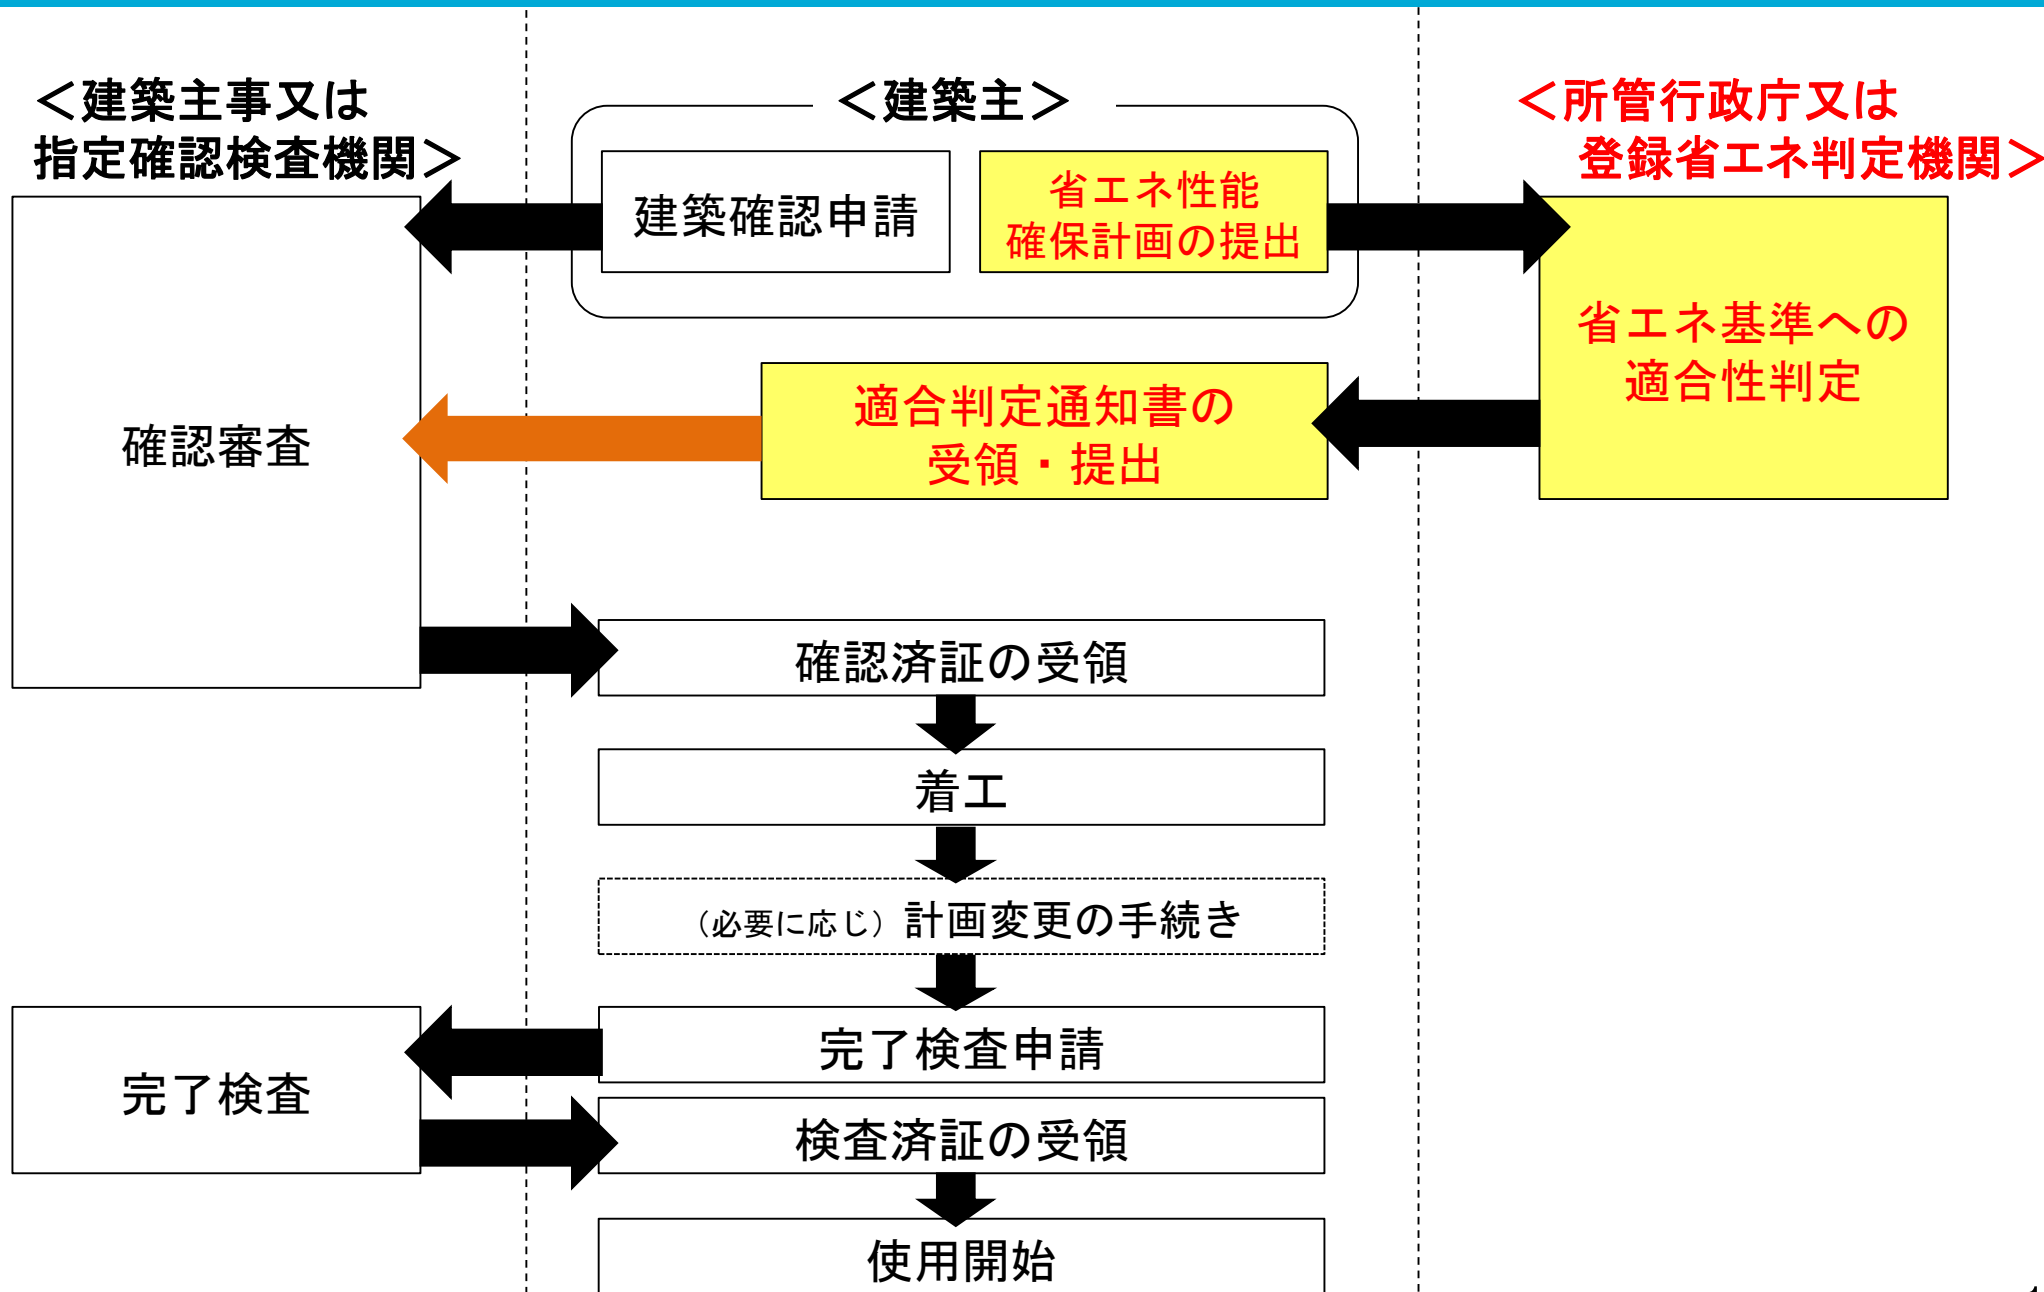 ＜建築主事又は
指定確認検査機関＞
＜建築主＞
＜所管行政庁又は
登録省エネ判定機関＞
建築確認申請
省エネ性能
確保計画の提出
省エネ基準への
適合性判定
適合判定通知書の
受領・提出
確認審査
確認済証の受領
着工
（必要に応じ）計画変更の手続き
完了検査申請
完了検査
検査済証の受領
使用開始